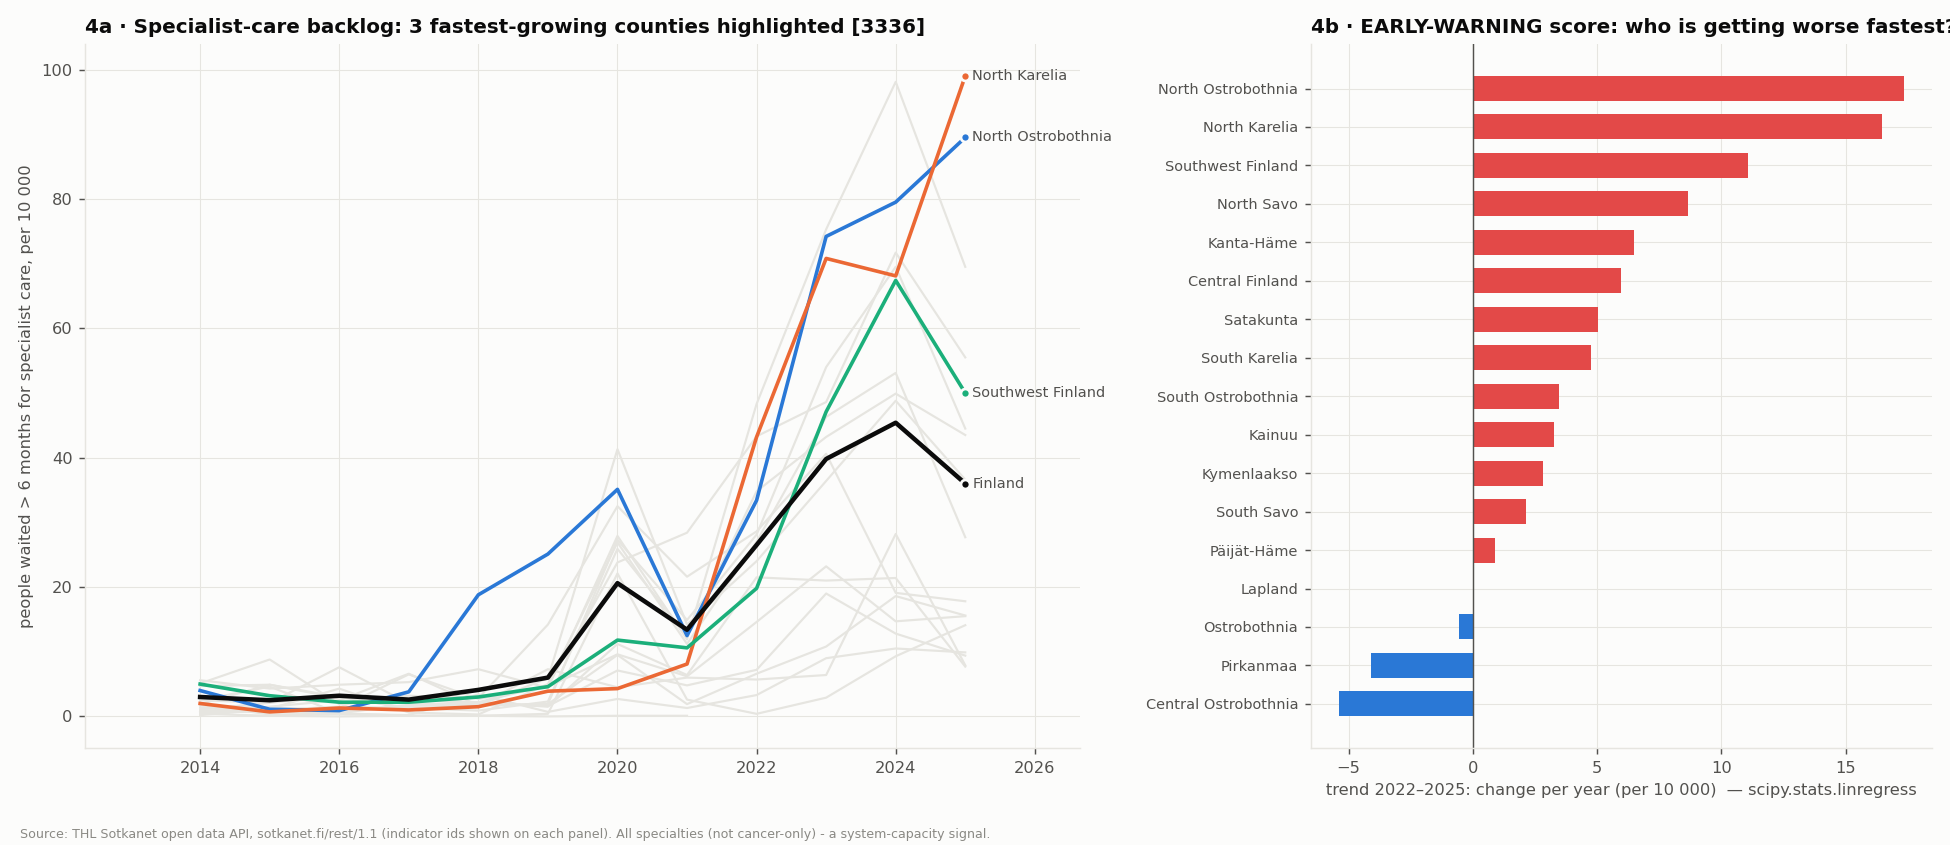 4a · Specialist-care backlog: 3 fastest-growing counties highlighted [3336]
people waited > 6 months for specialist care, per 10 000
100
80
60
40
20
0
2014
2016
2018
2020
2022
2024
2026
North Karelia
North Ostrobothnia
Southwest Finland
Finland
4b · EARLY-WARNING score: who is getting worse fastest?
North Ostrobothnia
North Karelia
Southwest Finland
North Savo
Kanta-Häme
Central Finland
Satakunta
South Karelia
South Ostrobothnia
Kainuu
Kymenlaakso
South Savo
Päijät-Häme
Lapland
Ostrobothnia
Pirkanmaa
Central Ostrobothnia
−5
0
5
10
15
trend 2022–2025: change per year (per 10 000) — scipy.stats.linregress
Source: THL Sotkanet open data API, sotkanet.fi/rest/1.1 (indicator ids shown on each panel). All specialties (not cancer-only) - a system-capacity signal.